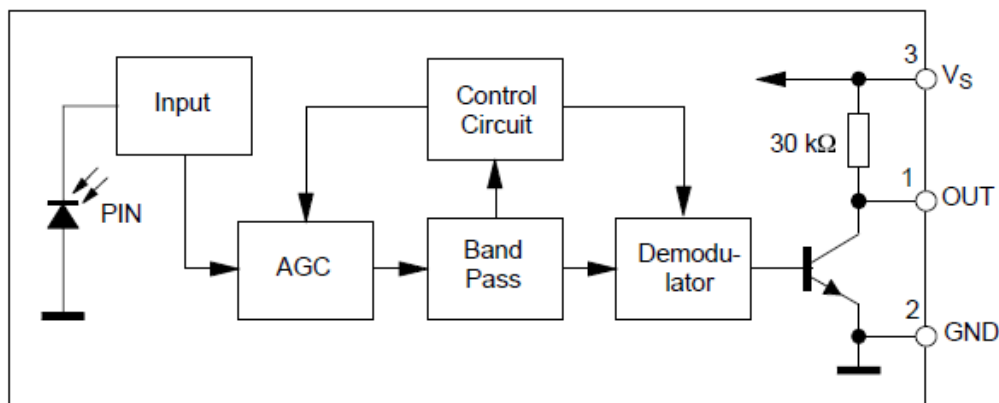 Input
PIN
AGC
Control
Circuit
Band
Pass
Demodu-
lator
30 kΩ
3
VS
1
OUT
2
GND